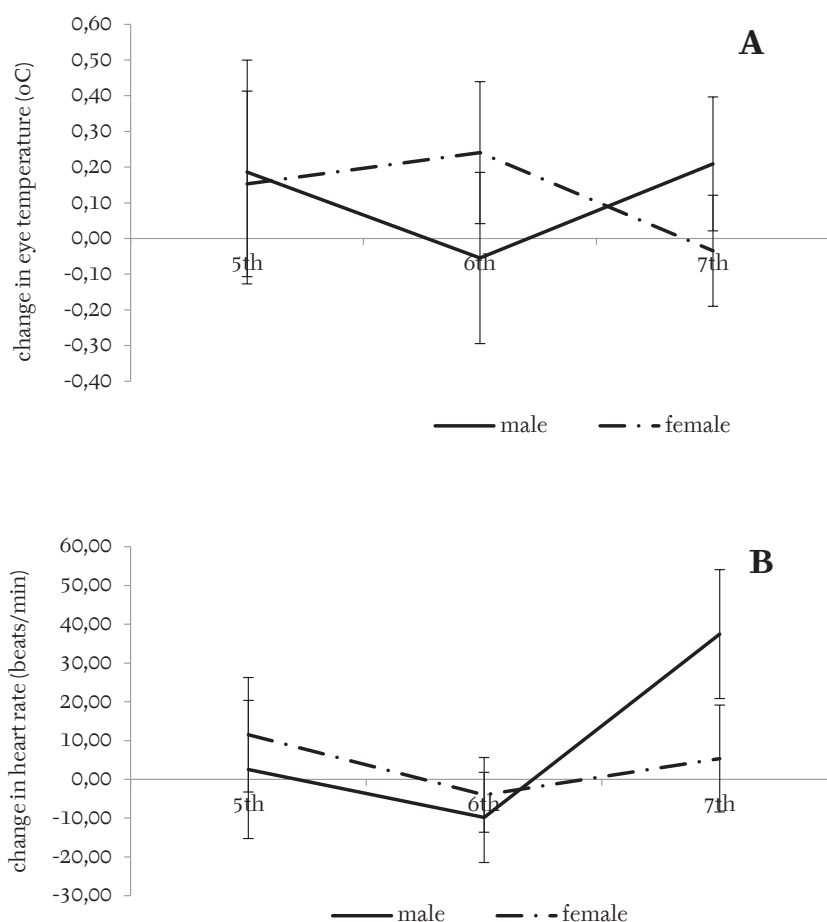 A
0,60
0,50
0,40
0,30
0,20
0,10
0,00
-0,10
-0,20
-0,30
-0,40
change in eye temperature (oC)
5th 6th 7th
male female
B
60,00
50,00
40,00
30,00
20,00
10,00
0,00
-10,00
-20,00
-30,00
change in heart rate (beats/min)
5th 6th 7th
male female